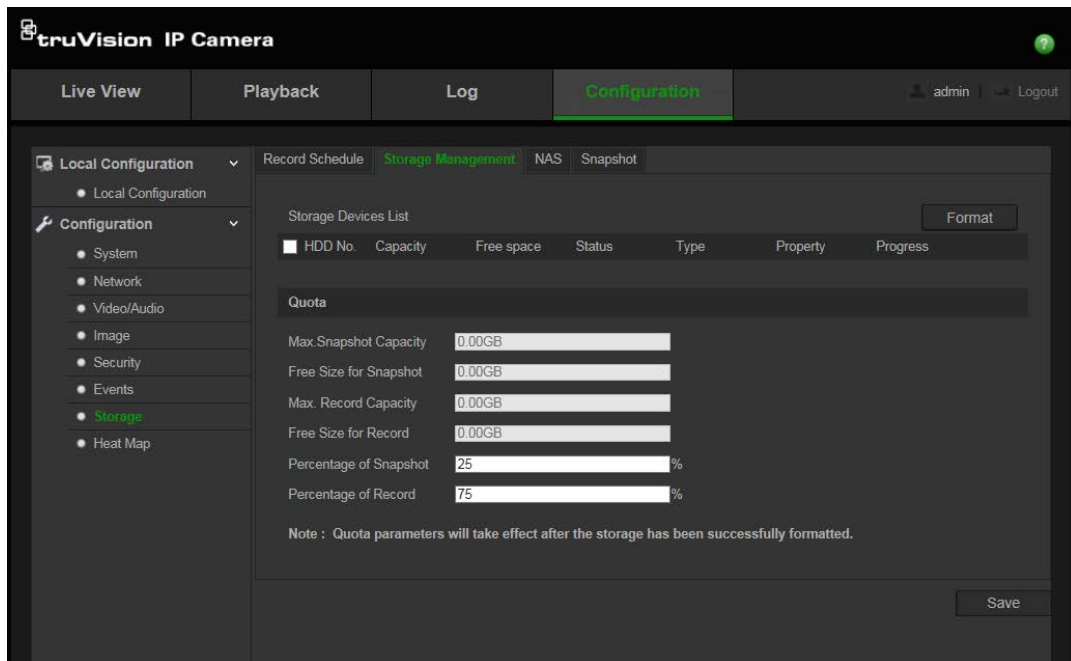 truVision IP Camera
?
Live View Playback Log Configuration admin | Logout
Local Configuration
Local Configuration
Configuration
System
Network
Video/Audio
Image
Security
Events
Storage
Heat Map
Record Schedule Storage Management NAS Snapshot
Storage Devices List Format
HDD No. Capacity Free space Status Type Property Progress
Quota
Max.Snapshot Capacity 0.00GB
Free Size for Snapshot 0.00GB
Max. Record Capacity 0.00GB
Free Size for Record 0.00GB
Percentage of Snapshot 25 %
Percentage of Record 75 %
Note : Quota parameters will take effect after the storage has been successfully formatted.
Save